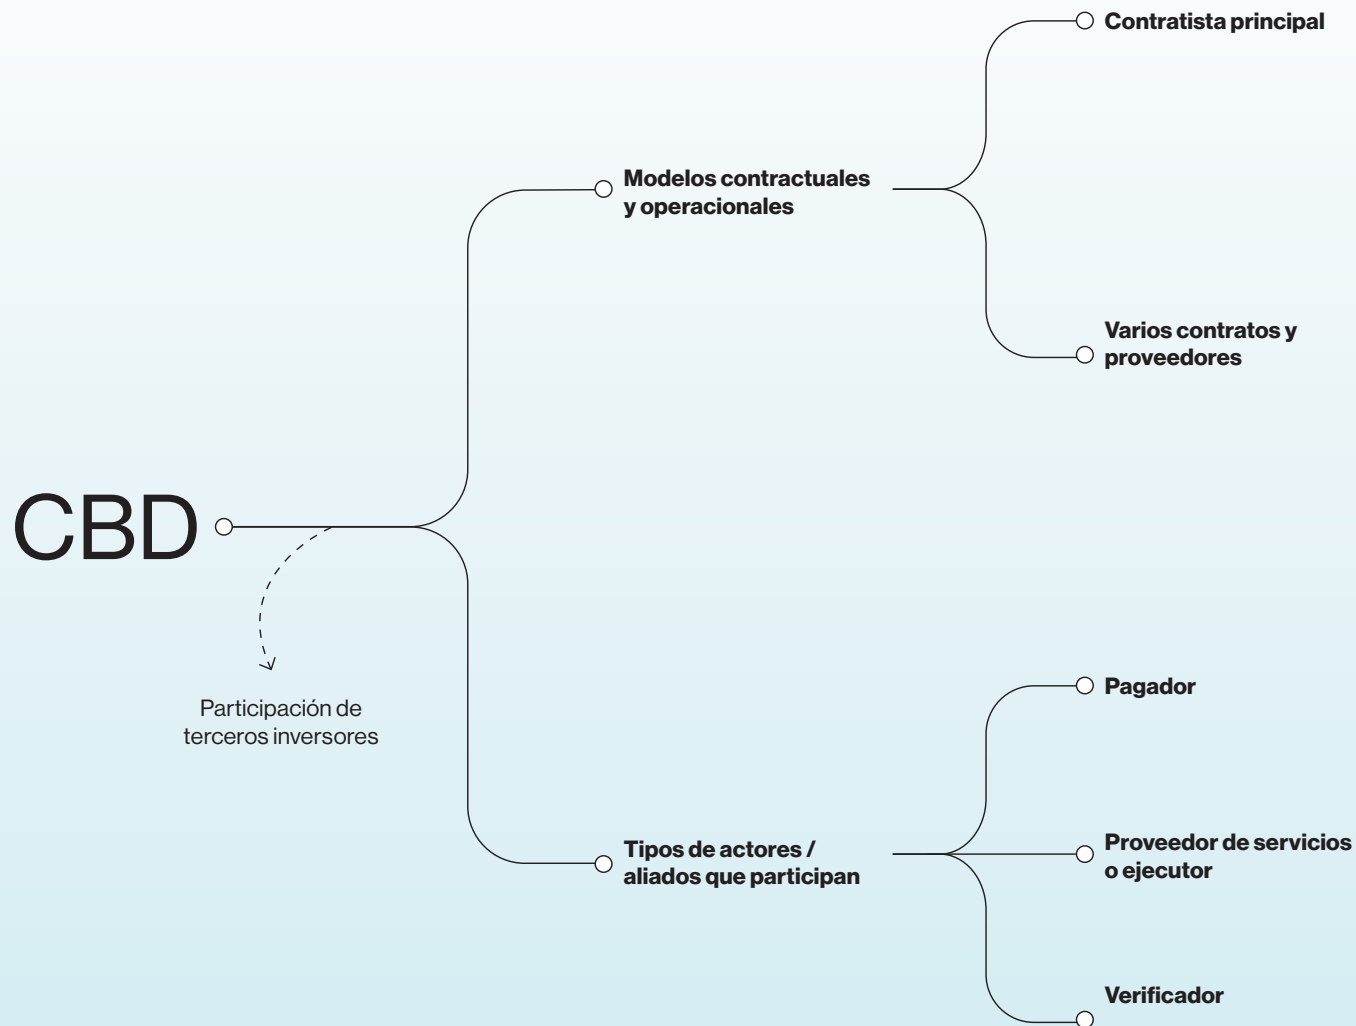 Contratista principal
Modelos contractuales
y operacionales
Varios contratos y
proveedores
CBD
Participación de
terceros inversores
Pagador
Tipos de actores /
aliados que participan
Proveedor de servicios
o ejecutor
Verificador